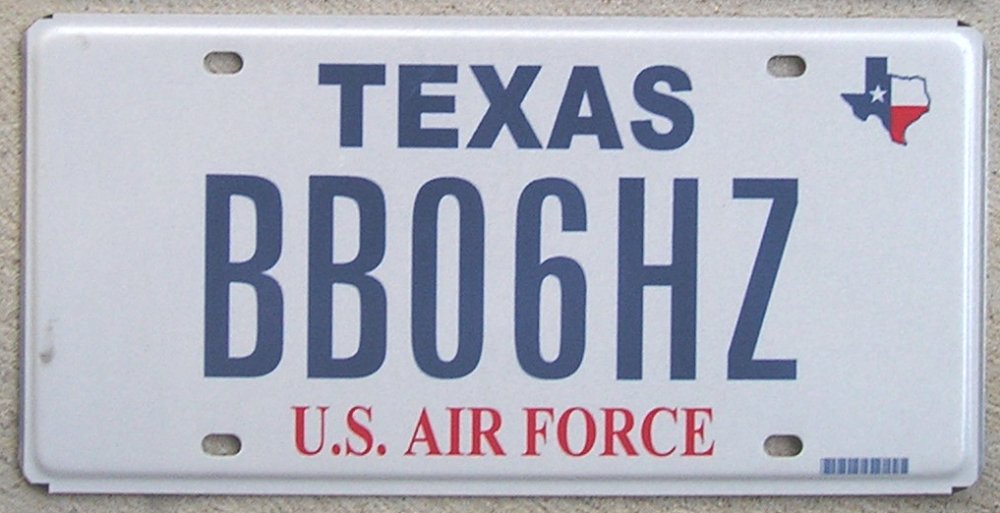 TEXAS
BB06HZ
U.S. AIR FORCE